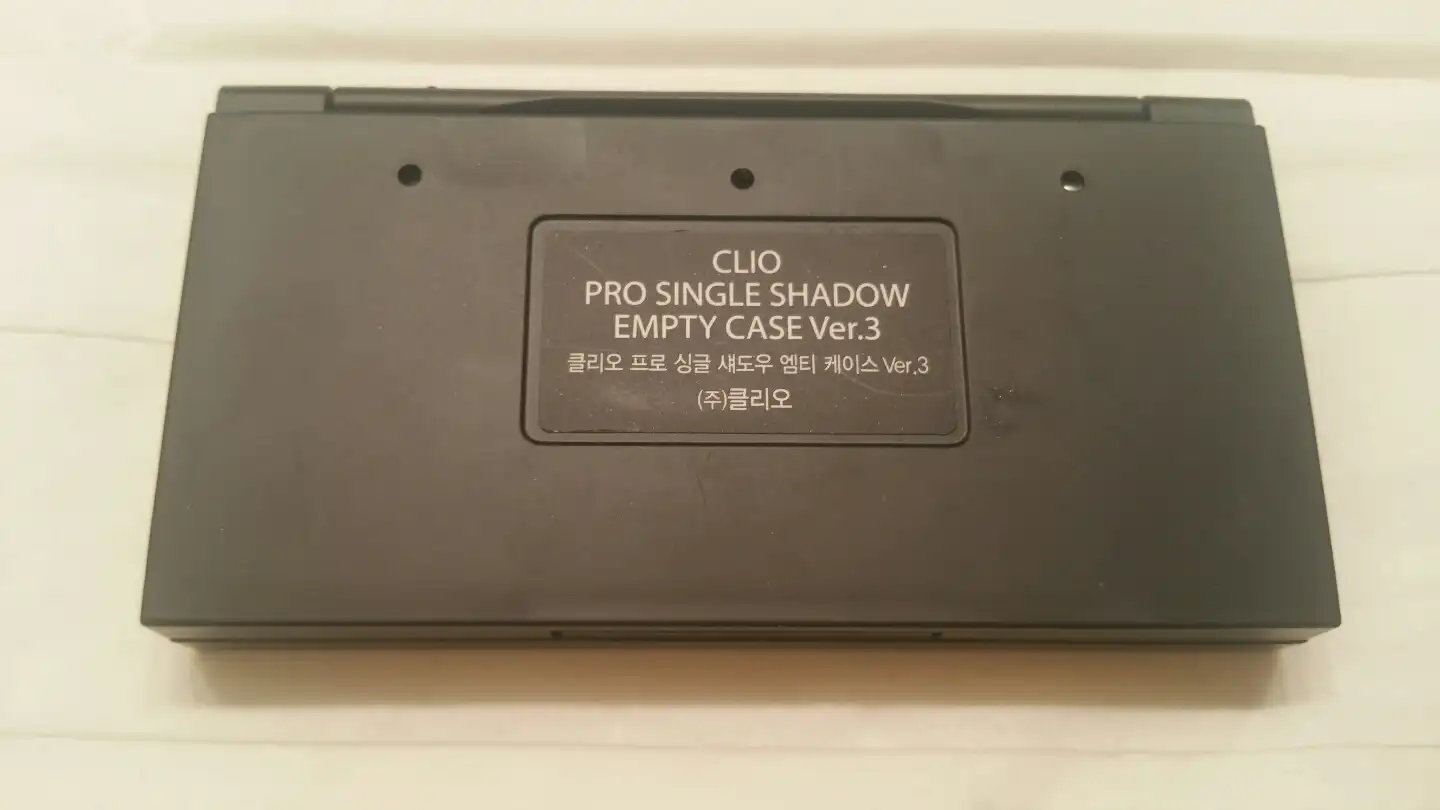 CLIO
PRO SINGLE SHADOW
EMPTY CASE Ver.3
클리오 프로 싱글 섀도우 엠티 케이스 Ver.3
(주)클리오